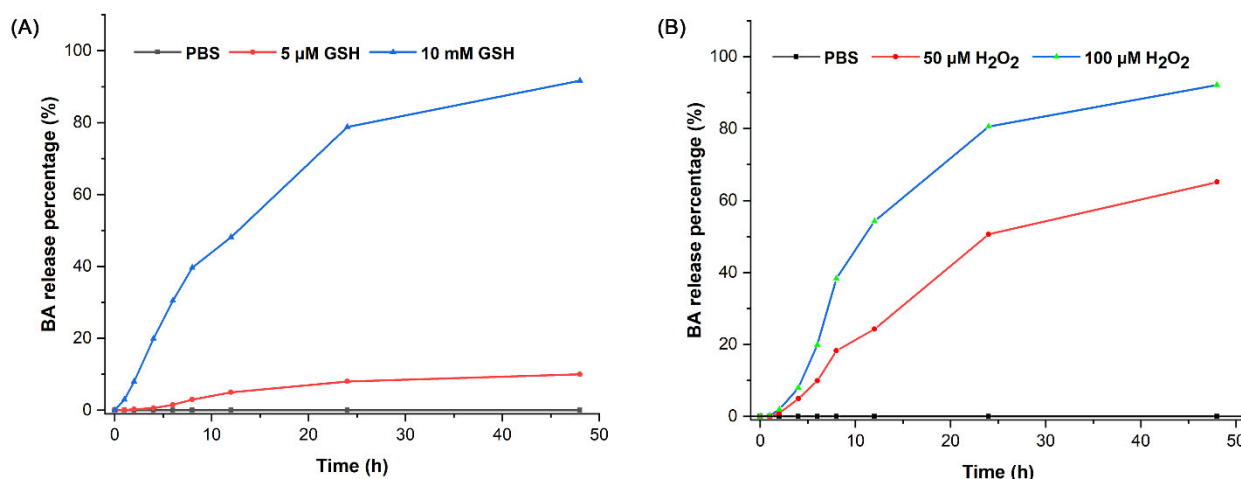 (A)
PBS 5 µM GSH 10 mM GSH
BA release percentage (%)
100
80
60
40
20
0
0 10 20 30 40 50
Time (h)
(B)
PBS 50 µM H₂O₂ 100 µM H₂O₂
BA release percentage (%)
100
80
60
40
20
0
0 10 20 30 40 50
Time (h)